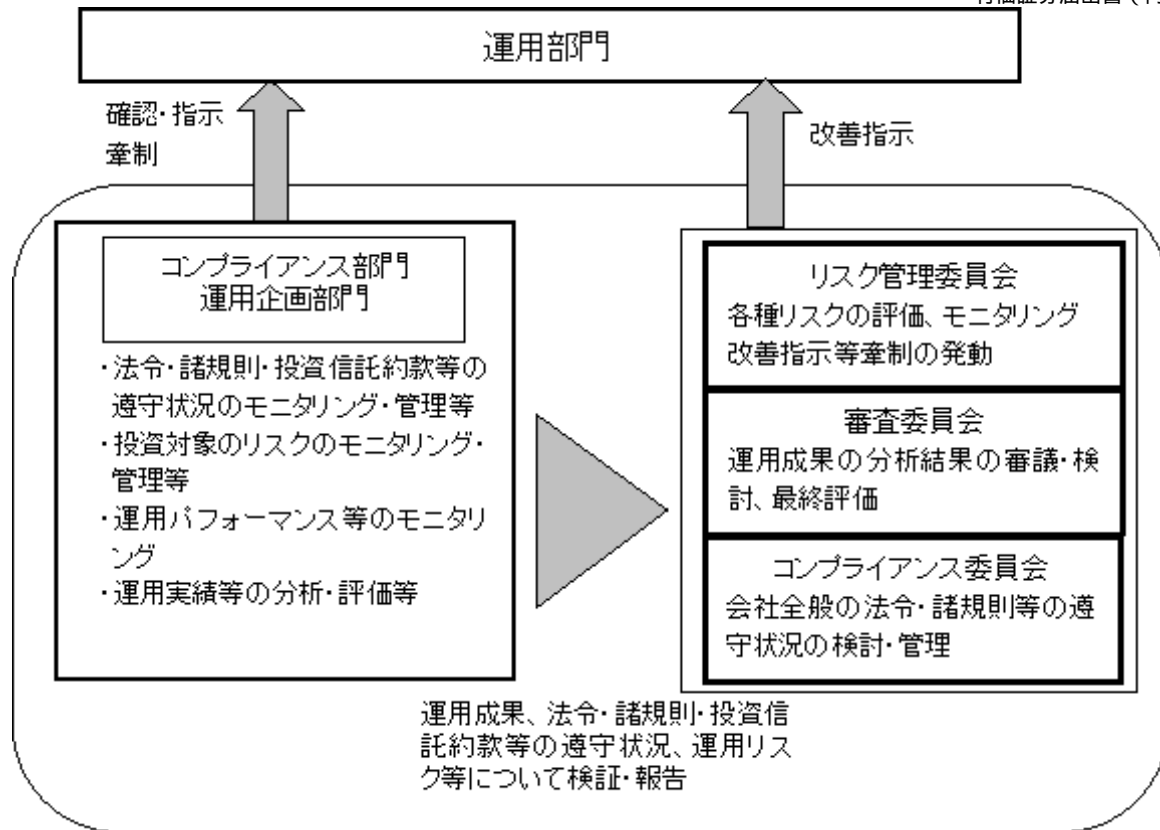 運用部門
確認・指示
牽制
改善指示
コンプライアンス部門
運用企画部門
・法令・諸規則・投資信託約款等の
遵守状況のモニタリング・管理等
・投資対象のリスクのモニタリング・
管理等
・運用パフォーマンス等のモニタリ
ング
・運用実績等の分析・評価等
リスク管理委員会
各種リスクの評価、モニタリング
改善指示等牽制の発動
審査委員会
運用成果の分析結果の審議・検
討、最終評価
コンプライアンス委員会
会社全般の法令・諸規則等の遵
守状況の検討・管理
運用成果、法令・諸規則・投資信
託約款等の遵守状況、運用リス
ク等について検証・報告